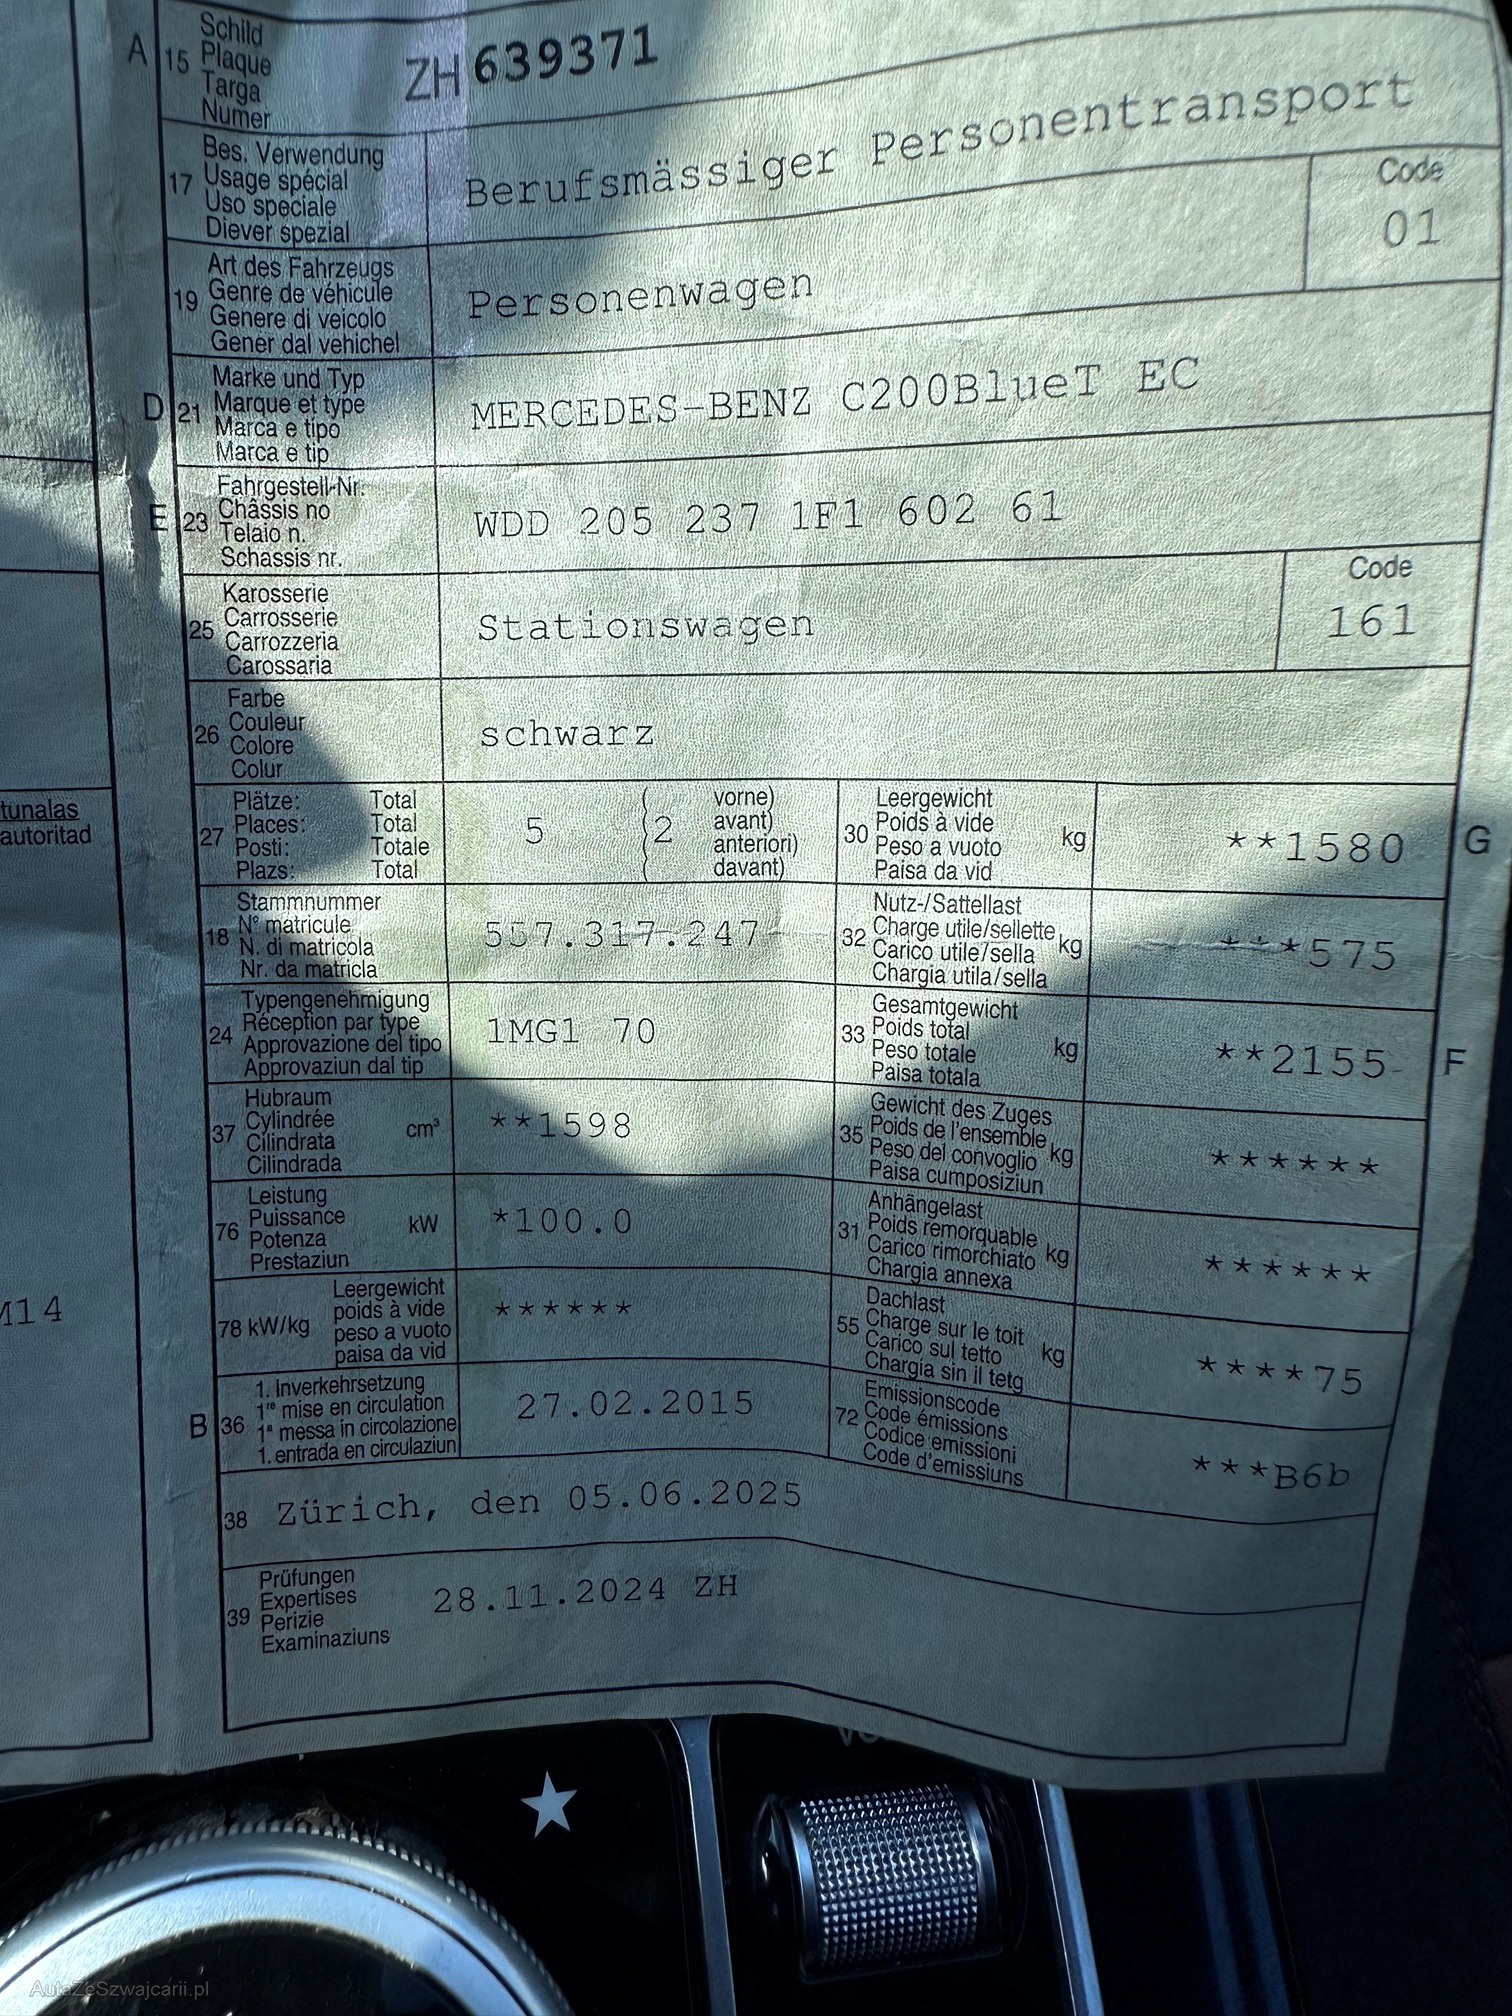 A
15
Schild
Plaque
Targa
Numer
ZH 639371
17
Bes. Verwendung
Usage spécial
Uso speciale
Diever spezial
Berufsmässiger Personentransport
19
Art des Fahrzeugs
Genre de véhicule
Genere di veicolo
Gener dal vehichel
Personenwagen
Code
01
D
21
Marke und Typ
Marque et type
Marca e tipo
Marca e tip
MERCEDES-BENZ C200BlueT EC
E
23
Fahrgestell-Nr.
Châssis no
Telaio n.
Schassis nr.
WDD 205 237 1F1 602 61
25
Karosserie
Carrosserie
Carrozzeria
Carossaria
Stationswagen
Code
161
26
Farbe
Couleur
Colore
Colur
schwarz
tunalas
autoritad
27
Plätze: Total
Places: Total
Posti: Totale
Plazs: Total
5
(2
vorne)
avant)
anteriori)
davant)
30
Leergewicht
Poids à vide
Peso a vuoto
Paisa da vid
kg
**1580
G
18
Stammnummer
N° matricule
N. di matricola
Nr. da matricla
557.317.247
32
Nutz-/Sattellast
Charge utile/sellette
Carico utile/sella
Chargia utila/sella
kg
***575
24
Typengenehmigung
Réception par type
Approvazione del tipo
Approvaziun dal tip
1MG1 70
33
Gesamtgewicht
Poids total
Peso totale
Paisa totala
kg
**2155
F
37
Hubraum
Cylindrée
Cilindrata
Cilindrada
cm³
**1598
35
Gewicht des Zuges
Poids de l'ensemble
Peso del convoglio
Paisa cumposiziun
kg
******
76
Leistung
Puissance
Potenza
Prestaziun
kW
*100.0
31
Anhängelast
Poids remorquable
Carico rimorchiato
Chargia annexa
kg
******
M14
78 kW/kg
Leergewicht
poids à vide
peso a vuoto
paisa da vid
******
55
Dachlast
Charge sur le toit
Carico sul tetto
Chargia sin il tetg
kg
****75
B
36
1. Inverkehrsetzung
1re mise en circulation
1a messa in circolazione
1. entrada en circulaziun
27.02.2015
72
Emissionscode
Code émissions
Codice emissioni
Code d'emissiuns
***B6b
38
Zürich, den 05.06.2025
39
Prüfungen
Expertises
Perizie
Examinaziuns
28.11.2024 ZH
AutaZeSzwajcarii.pl